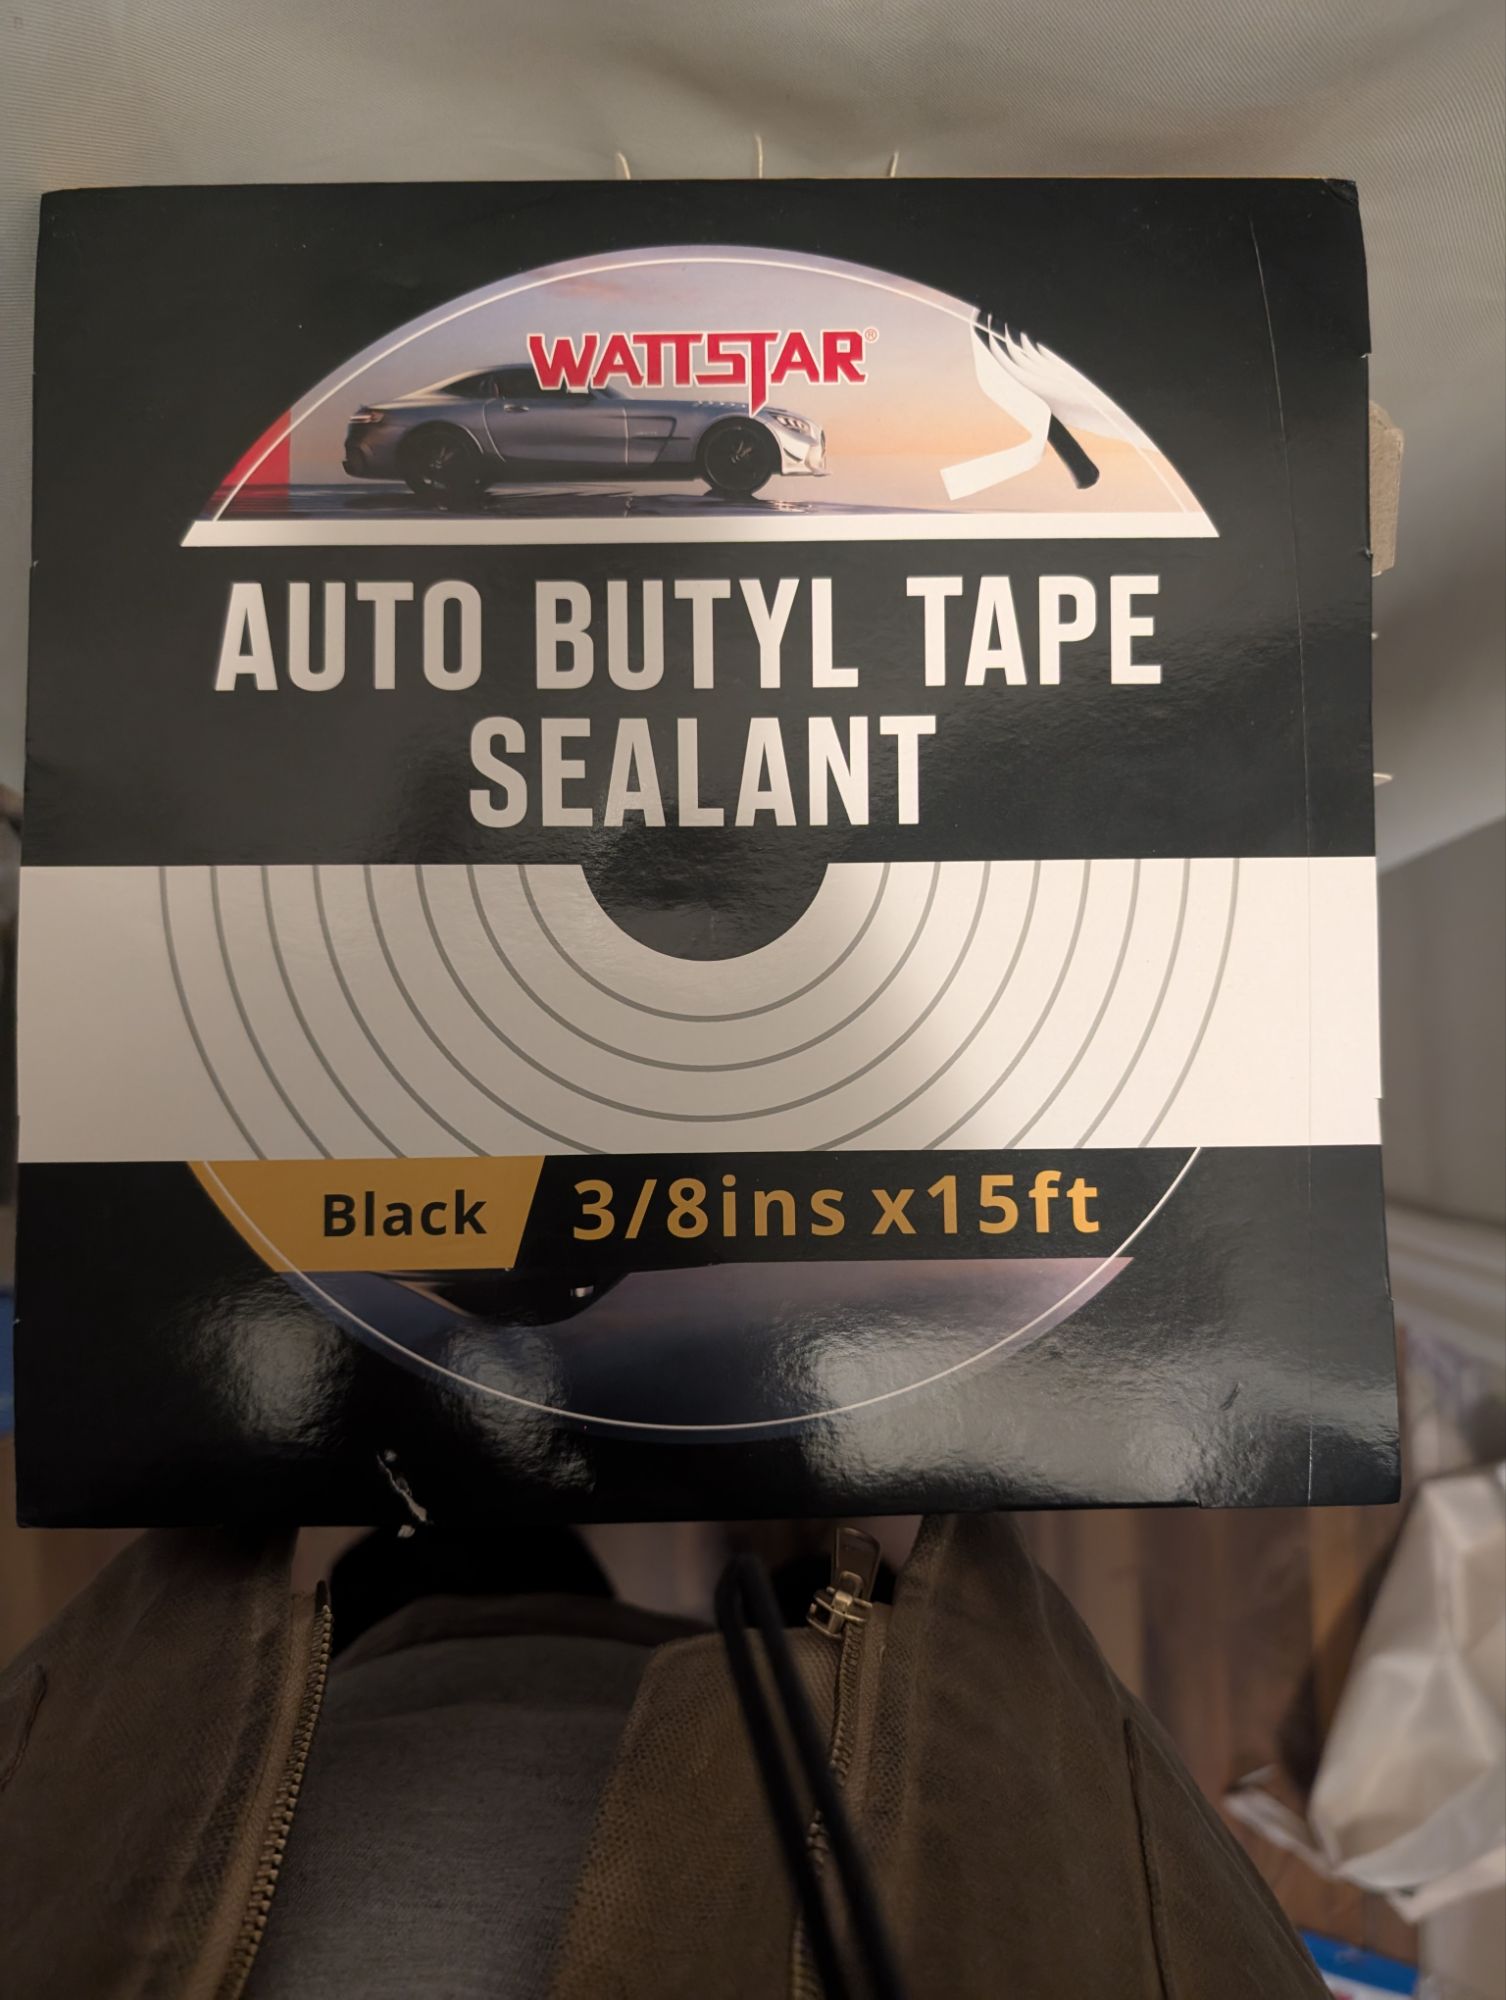 WATTSTAR®
AUTO BUTYL TAPE
SEALANT
Black 3/8ins x15ft